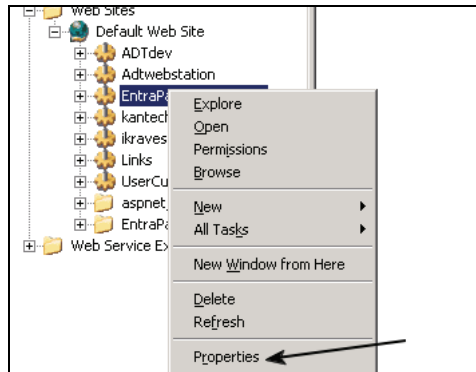 Web Sites
Default Web Site
ADTdev
Adtwebstation
EntraPa
kantech
ikraves
Links
UserCu
aspnet_
EntraPa
Web Service Ex
Explore
Open
Permissions
Browse
New
All Tasks
New Window from Here
Delete
Refresh
Properties